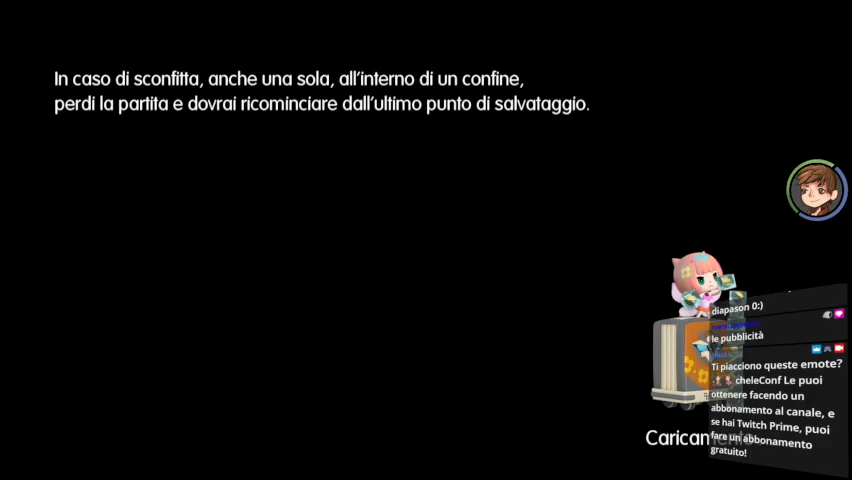 In caso di sconfitta, anche una sola, all'interno di un confine,
perdi la partita e dovrai ricominciare dall'ultimo punto di salvataggio.
diapason 0:)
le pubblicità
Ti piacciono queste emote?
cheleConf Le puoi
ottenere facendo un
abbonamento al canale, e
se hai Twitch Prime, puoi
fare un abbonamento
gratuito!
Caricamento